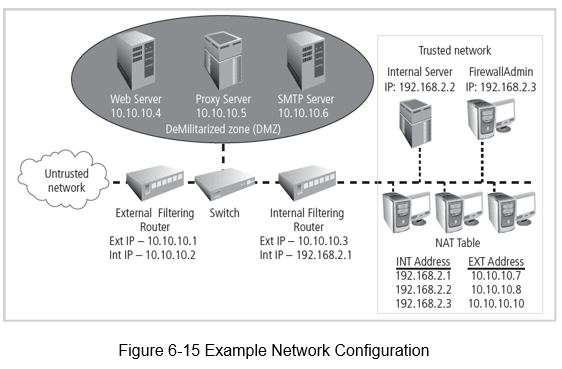 Trusted network
Internal Server
IP: 192.168.2.2
FirewallAdmin
IP: 192.168.2.3
Web Server
10.10.10.4
Proxy Server
10.10.10.5
SMTP Server
10.10.10.6
DeMilitarized zone (DMZ)
Untrusted
network
External Filtering
Router
Ext IP – 10.10.10.1
Int IP – 10.10.10.2
Switch
Internal Filtering
Router
Ext IP – 10.10.10.3
Int IP – 192.168.2.1
NAT Table
INT Address EXT Address
192.168.2.1 10.10.10.7
192.168.2.2 10.10.10.8
192.168.2.3 10.10.10.10
Figure 6-15 Example Network Configuration